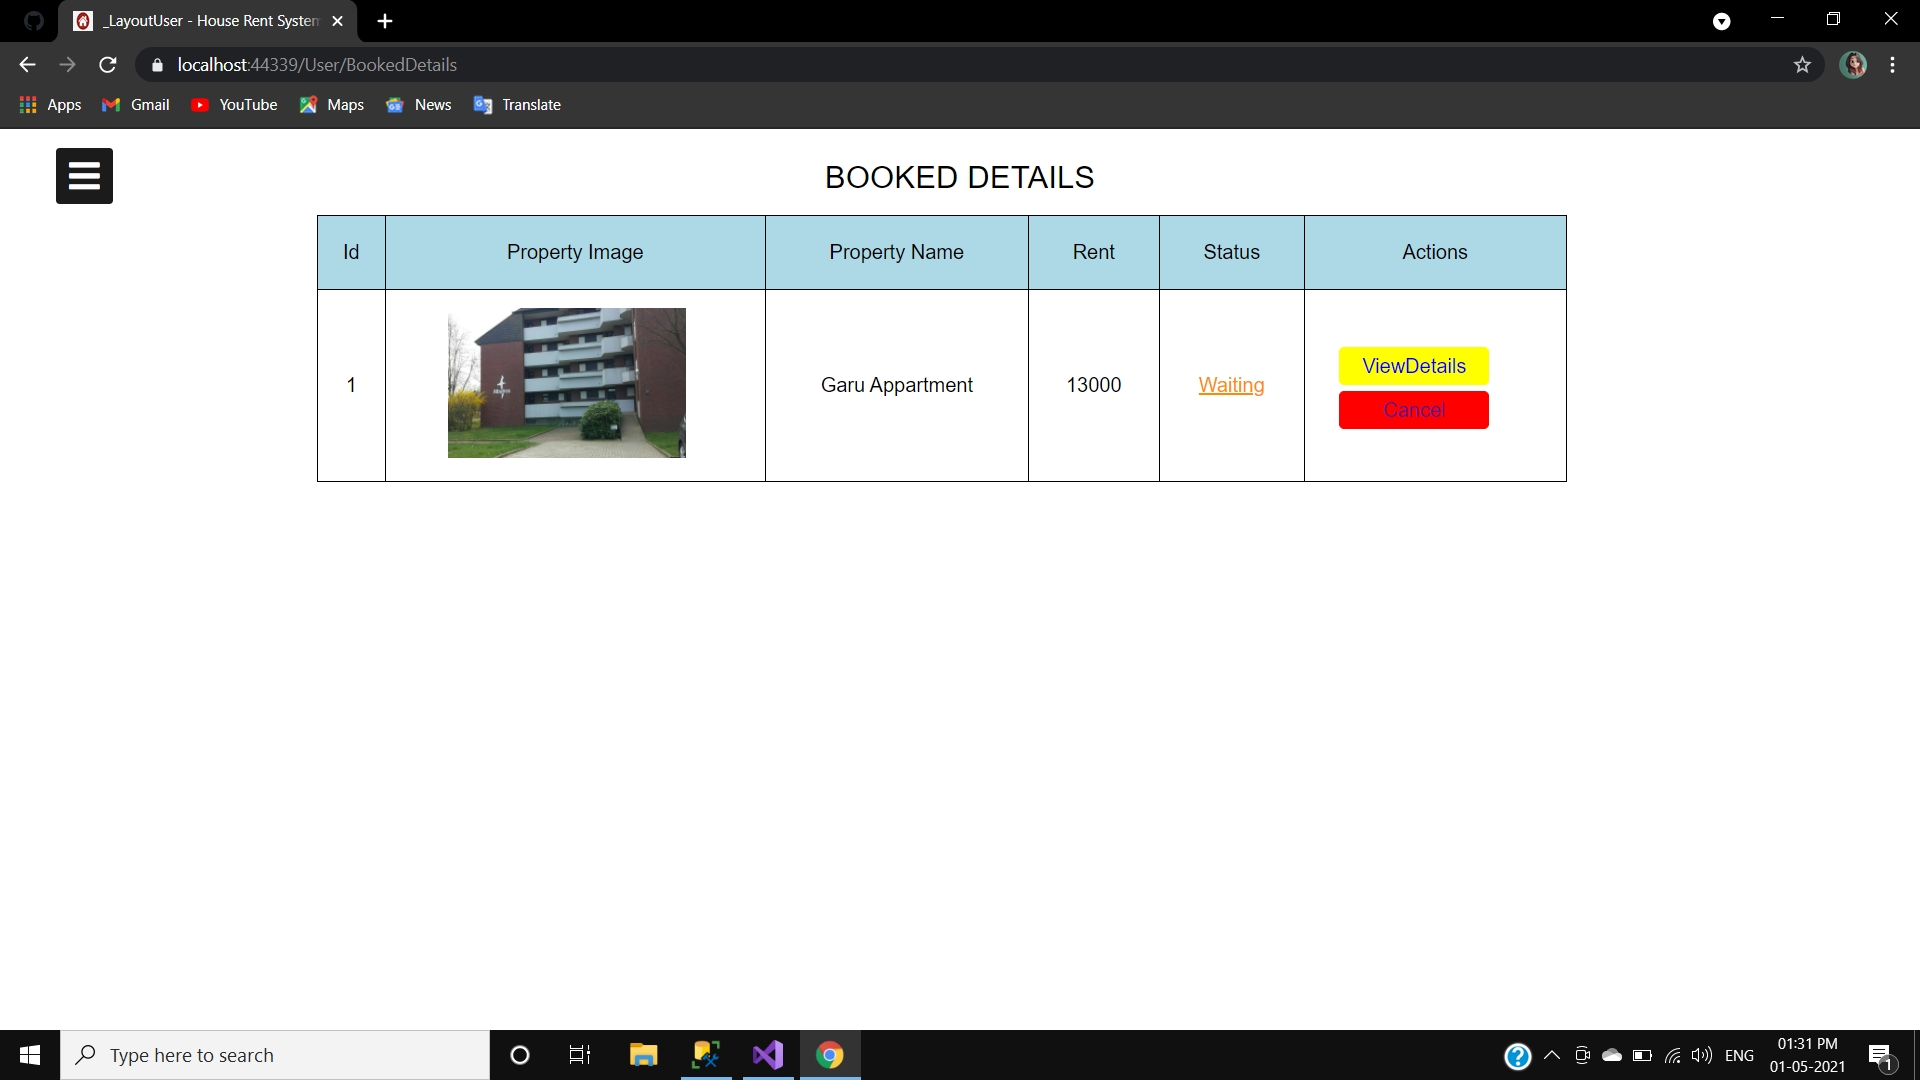 _LayoutUser - House Rent System
localhost:44339/User/BookedDetails
Apps Gmail YouTube Maps News Translate
BOOKED DETAILS
Id Property Image Property Name Rent Status Actions
1 Garu Appartment 13000 Waiting ViewDetails
Cancel
Type here to search
ENG
01:31 PM
01-05-2021
1